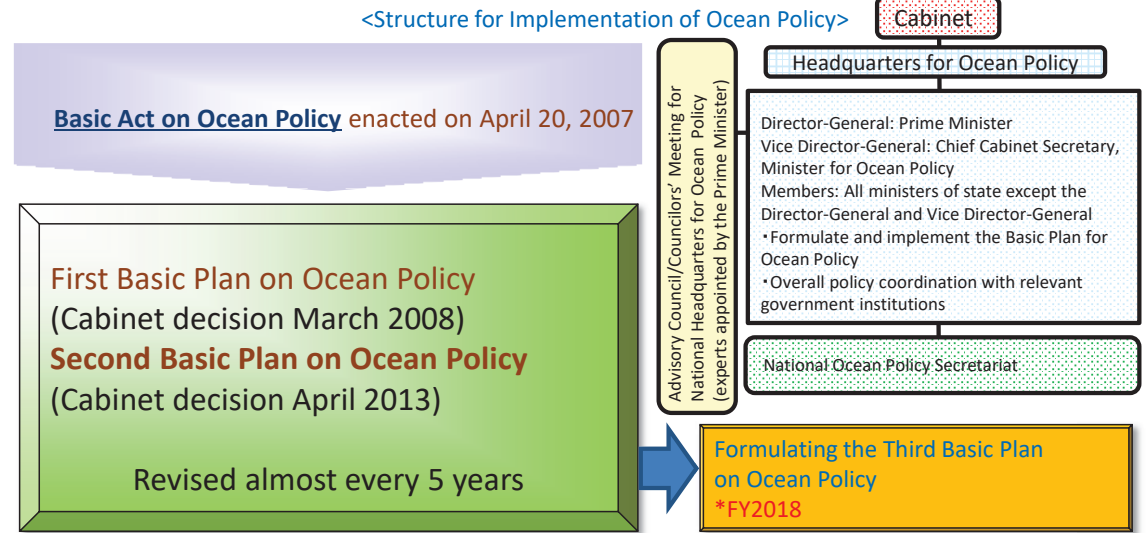 <Structure for Implementation of Ocean Policy>
Cabinet
Headquarters for Ocean Policy
Basic Act on Ocean Policy enacted on April 20, 2007
Advisory Council/Councilors' Meeting for
National Headquarters for Ocean Policy
(experts appointed by the Prime Minister)
Director-General: Prime Minister
Vice Director-General: Chief Cabinet Secretary,
Minister for Ocean Policy
Members: All ministers of state except the
Director-General and Vice Director-General
・Formulate and implement the Basic Plan for
Ocean Policy
・Overall policy coordination with relevant
government institutions
National Ocean Policy Secretariat
First Basic Plan on Ocean Policy
(Cabinet decision March 2008)
Second Basic Plan on Ocean Policy
(Cabinet decision April 2013)
Revised almost every 5 years
Formulating the Third Basic Plan
on Ocean Policy
*FY2018